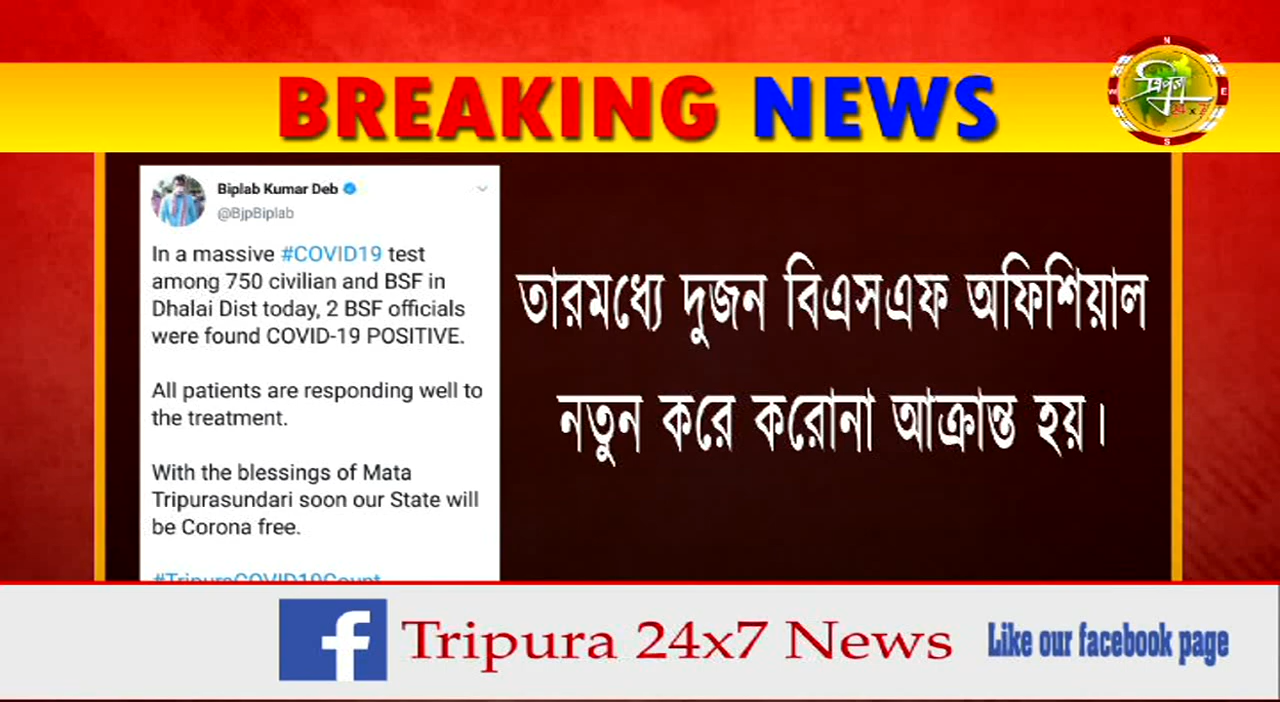 BREAKING NEWS
N
W
E
S
ত্রিপুরা
24x7
Biplab Kumar Deb
@BjpBiplab
In a massive #COVID19 test
among 750 civilian and BSF in
Dhalai Dist today, 2 BSF officials
were found COVID-19 POSITIVE.
All patients are responding well to
the treatment.
With the blessings of Mata
Tripurasundari soon our State will
be Corona free.
#TripuraCOVID19Count
তারমধ্যে দুজন বিএসএফ অফিশিয়াল
নতুন করে করোনা আক্রান্ত হয়।
f Tripura 24x7 News
Like our facebook page